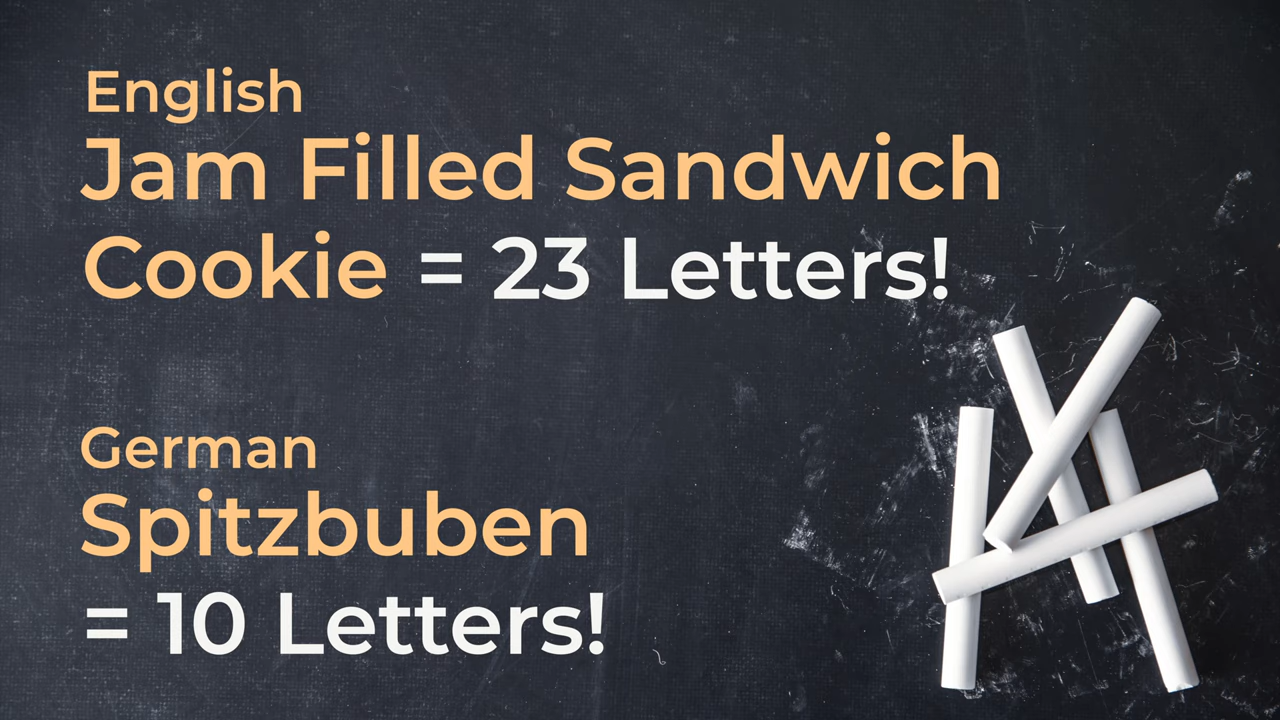 English
Jam Filled Sandwich
Cookie = 23 Letters!
German
Spitzbuben
= 10 Letters!